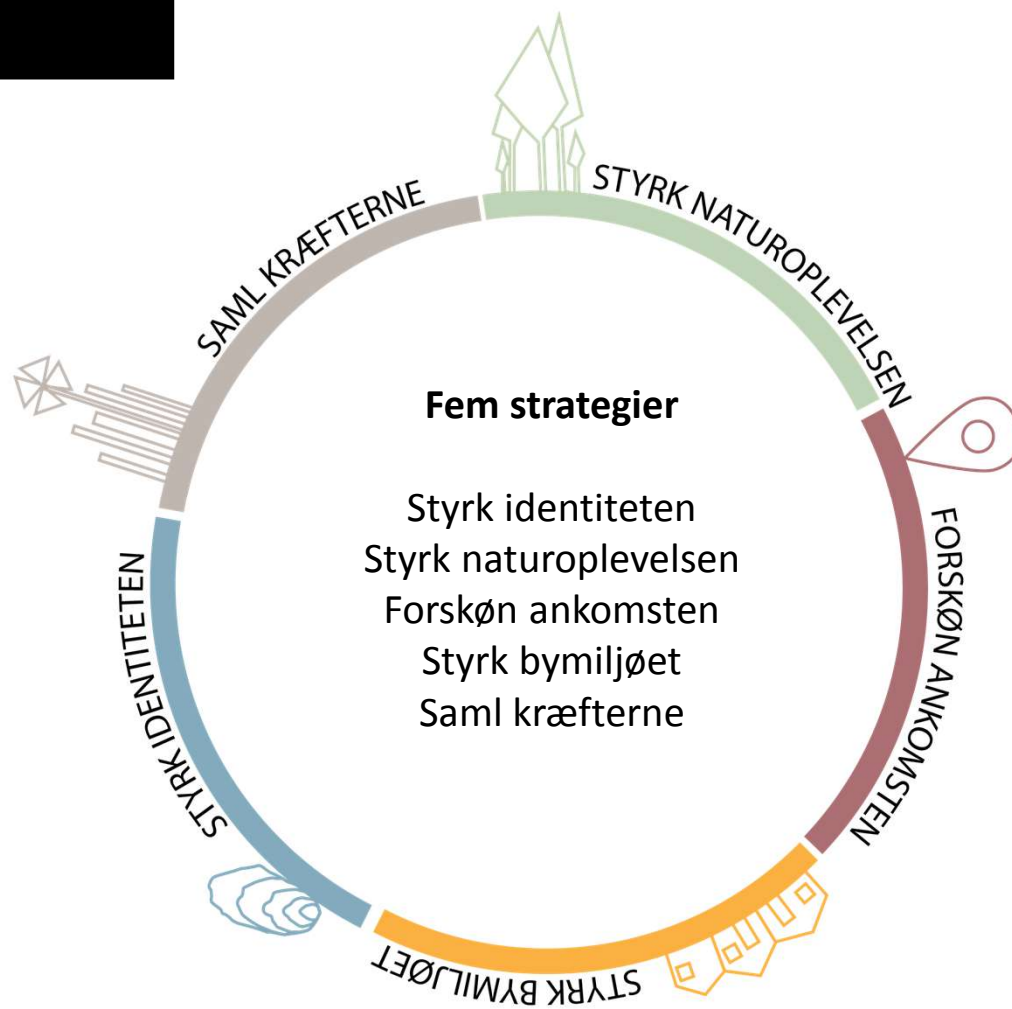 STYRK NATUROPLEVELSEN
FORSKØN ANKOMSTEN
STYRK BYMILJØET
STYRK IDENTITETEN
SAML KRÆFTERNE
Fem strategier
Styrk identiteten
Styrk naturoplevelsen
Forskøn ankomsten
Styrk bymiljøet
Saml kræfterne